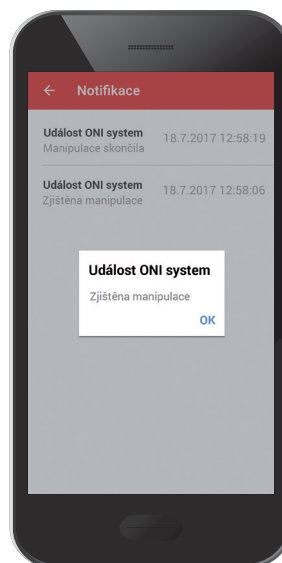 Notifikace
Událost ONI system 18.7.2017 12:58:19
Manipulace skončila
Událost ONI system 18.7.2017 12:58:06
Zjištěna manipulace
Událost ONI system
Zjištěna manipulace
OK